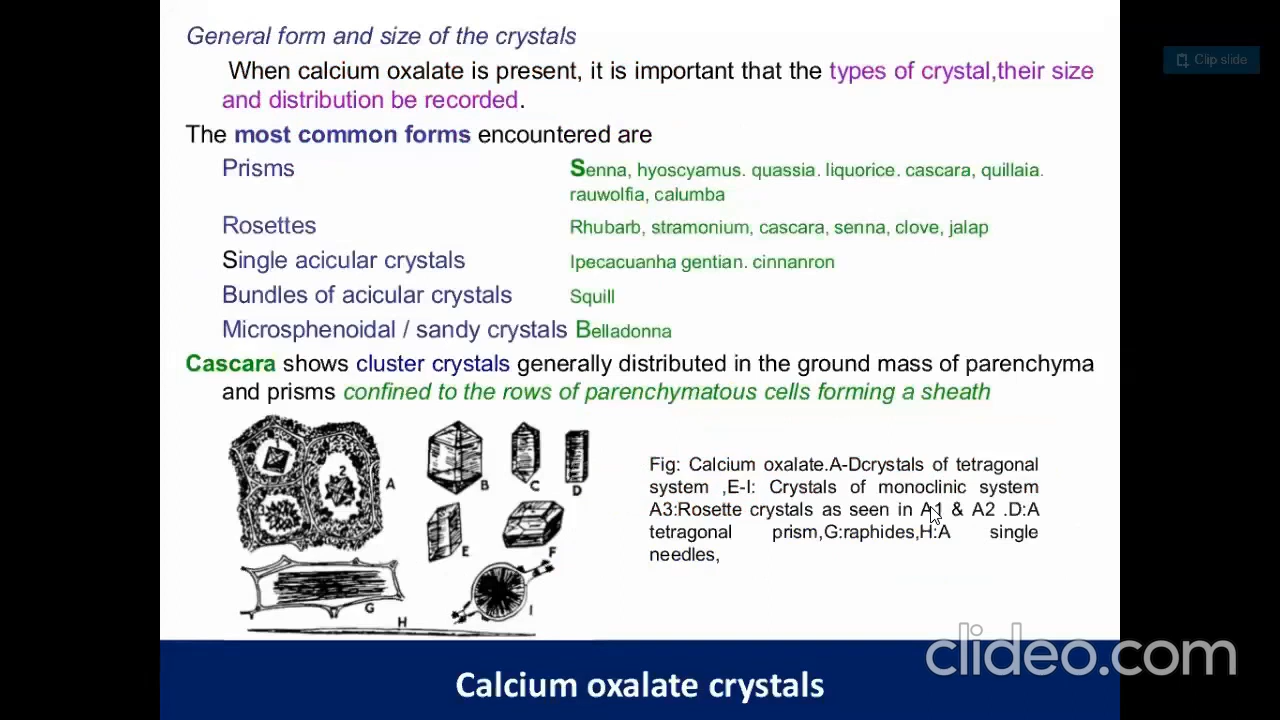 General form and size of the crystals
Clip slide
When calcium oxalate is present, it is important that the types of crystal,their size
and distribution be recorded.
The most common forms encountered are
Prisms Senna, hyoscyamus. quassia. liquorice. cascara, quillaia.
rauwolfia, calumba
Rosettes Rhubarb, stramonium, cascara, senna, clove, jalap
Single acicular crystals Ipecacuanha gentian. cinnanron
Bundles of acicular crystals Squill
Microsphenoidal / sandy crystals Belladonna
Cascara shows cluster crystals generally distributed in the ground mass of parenchyma
and prisms confined to the rows of parenchymatous cells forming a sheath
1
2
3
A
B
C
D
E
F
G
H
I
Fig: Calcium oxalate.A-Dcrystals of tetragonal
system ,E-I: Crystals of monoclinic system
A3:Rosette crystals as seen in A1 & A2 .D:A
tetragonal prism,G:raphides,H:A single
needles,
clideo.com
Calcium oxalate crystals